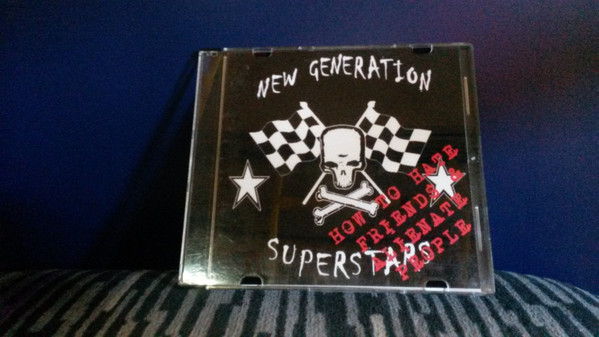 NEW GENERATION
SUPERSTARS
HOW TO HATE
FRIENDS &
ALIENATE
PEOPLE